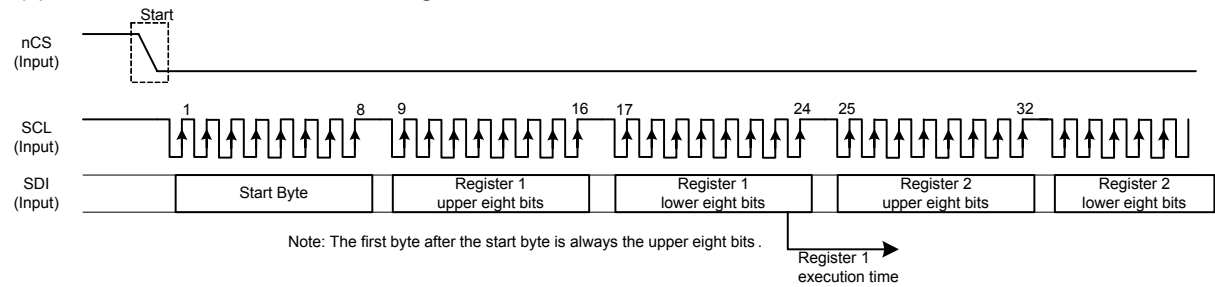 Start
nCS
(Input)
1
8
9
16
17
24
25
32
SCL
(Input)
SDI
(Input)
Start Byte
Register 1
upper eight bits
Register 1
lower eight bits
Register 2
upper eight bits
Register 2
lower eight bits
Note: The first byte after the start byte is always the upper eight bits .
Register 1
execution time